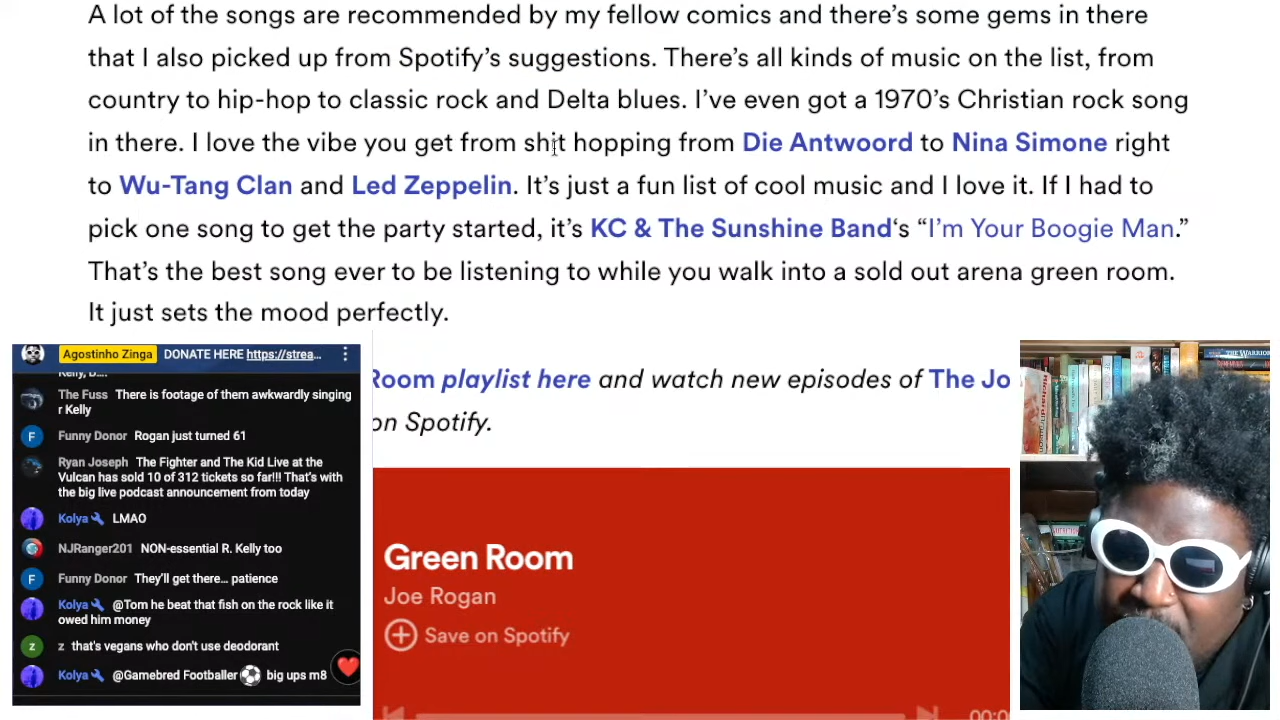 A lot of the songs are recommended by my fellow comics and there’s some gems in there
that I also picked up from Spotify’s suggestions. There’s all kinds of music on the list, from
country to hip-hop to classic rock and Delta blues. I’ve even got a 1970’s Christian rock song
in there. I love the vibe you get from shit hopping from Die Antwoord to Nina Simone right
to Wu-Tang Clan and Led Zeppelin. It’s just a fun list of cool music and I love it. If I had to
pick one song to get the party started, it’s KC & The Sunshine Band‘s “I’m Your Boogie Man.”
That’s the best song ever to be listening to while you walk into a sold out arena green room.
It just sets the mood perfectly.
Room playlist here and watch new episodes of The Jo
on Spotify.
Green Room
Joe Rogan
Save on Spotify
00:0
Agostinho Zinga DONATE HERE https://strea...
Kelly, B....
The Fuss There is footage of them awkwardly singing
r Kelly
F Funny Donor Rogan just turned 61
Ryan Joseph The Fighter and The Kid Live at the
Vulcan has sold 10 of 312 tickets so far!!! That's with
the big live podcast announcement from today
Kolya LMAO
NJRanger201 NON-essential R. Kelly too
F Funny Donor They'll get there… patience
Kolya @Tom he beat that fish on the rock like it
owed him money
z z that's vegans who don't use deodorant
Kolya @Gamebred Footballer big ups m8
THE WARRIOR